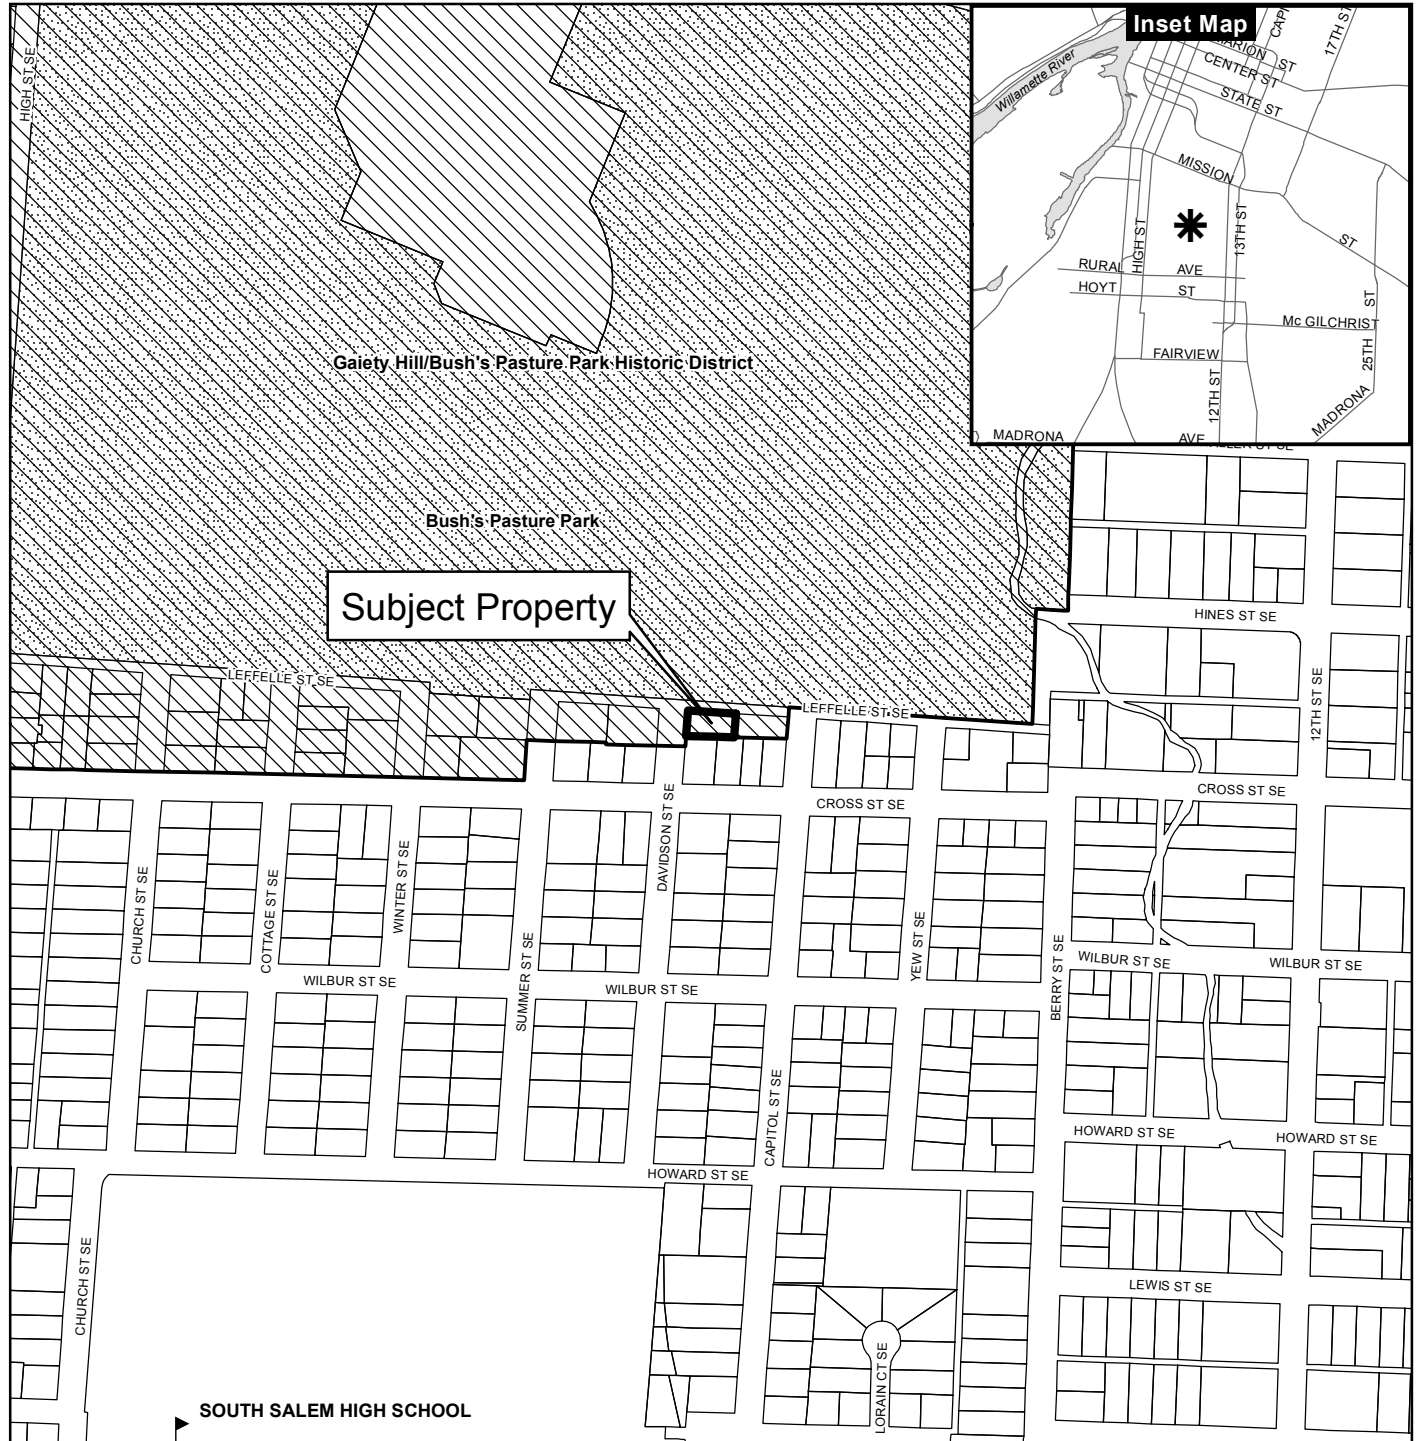 Inset Map
HIGH ST SE
CAPI
17TH ST
MARION ST
CENTER ST
STATE ST
Willamette River
MISSION
ST
HIGH ST
13TH ST
RURAL AVE
HOYT ST
Mc GILCHRIST
ST
25TH
FAIRVIEW
12TH ST
MADRONA
MADRONA
AVE
Gaiety Hill/Bush's Pasture Park Historic District
Bush's Pasture Park
Subject Property
HINES ST SE
LEFFELLE ST SE
LEFFELLE ST SE
12TH ST SE
CROSS ST SE
CROSS ST SE
DAVIDSON ST SE
CHURCH ST SE
COTTAGE ST SE
WINTER ST SE
SUMMER ST SE
YEW ST SE
BERRY ST SE
WILBUR ST SE
WILBUR ST SE
WILBUR ST SE
WILBUR ST SE
CAPITOL ST SE
HOWARD ST SE
HOWARD ST SE
HOWARD ST SE
CHURCH ST SE
LEWIS ST SE
LORAIN CT SE
SOUTH SALEM HIGH SCHOOL